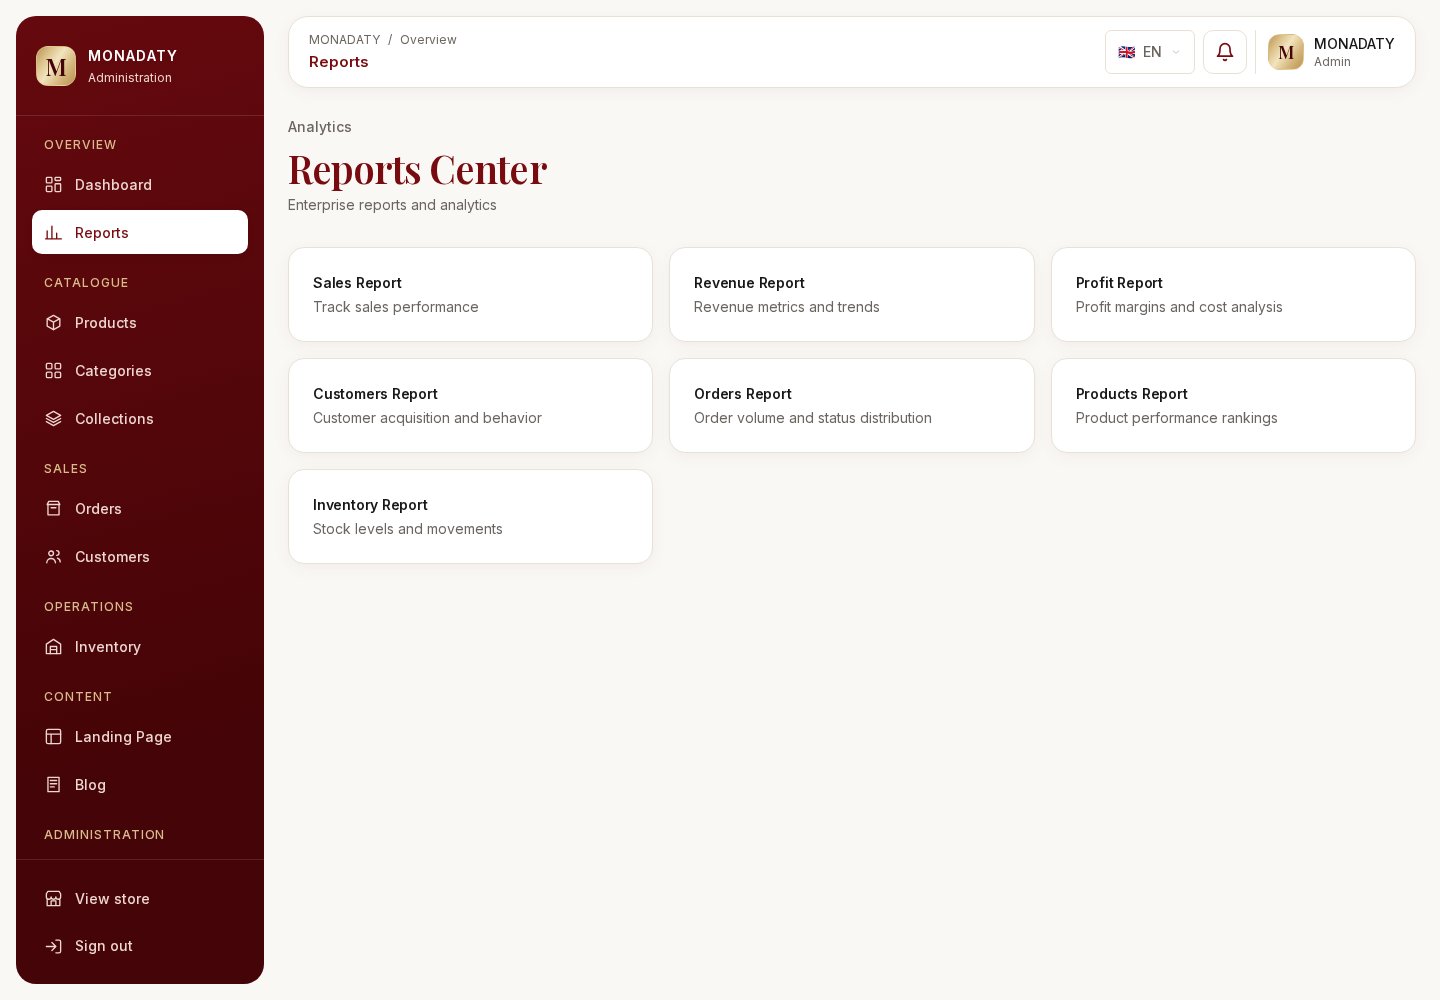 M
MONADATY
Administration
OVERVIEW
Dashboard
Reports
CATALOGUE
Products
Categories
Collections
SALES
Orders
Customers
OPERATIONS
Inventory
CONTENT
Landing Page
Blog
ADMINISTRATION
View store
Sign out
MONADATY / Overview
Reports
EN
M
MONADATY
Admin
Analytics
Reports Center
Enterprise reports and analytics
Sales Report
Track sales performance
Revenue Report
Revenue metrics and trends
Profit Report
Profit margins and cost analysis
Customers Report
Customer acquisition and behavior
Orders Report
Order volume and status distribution
Products Report
Product performance rankings
Inventory Report
Stock levels and movements